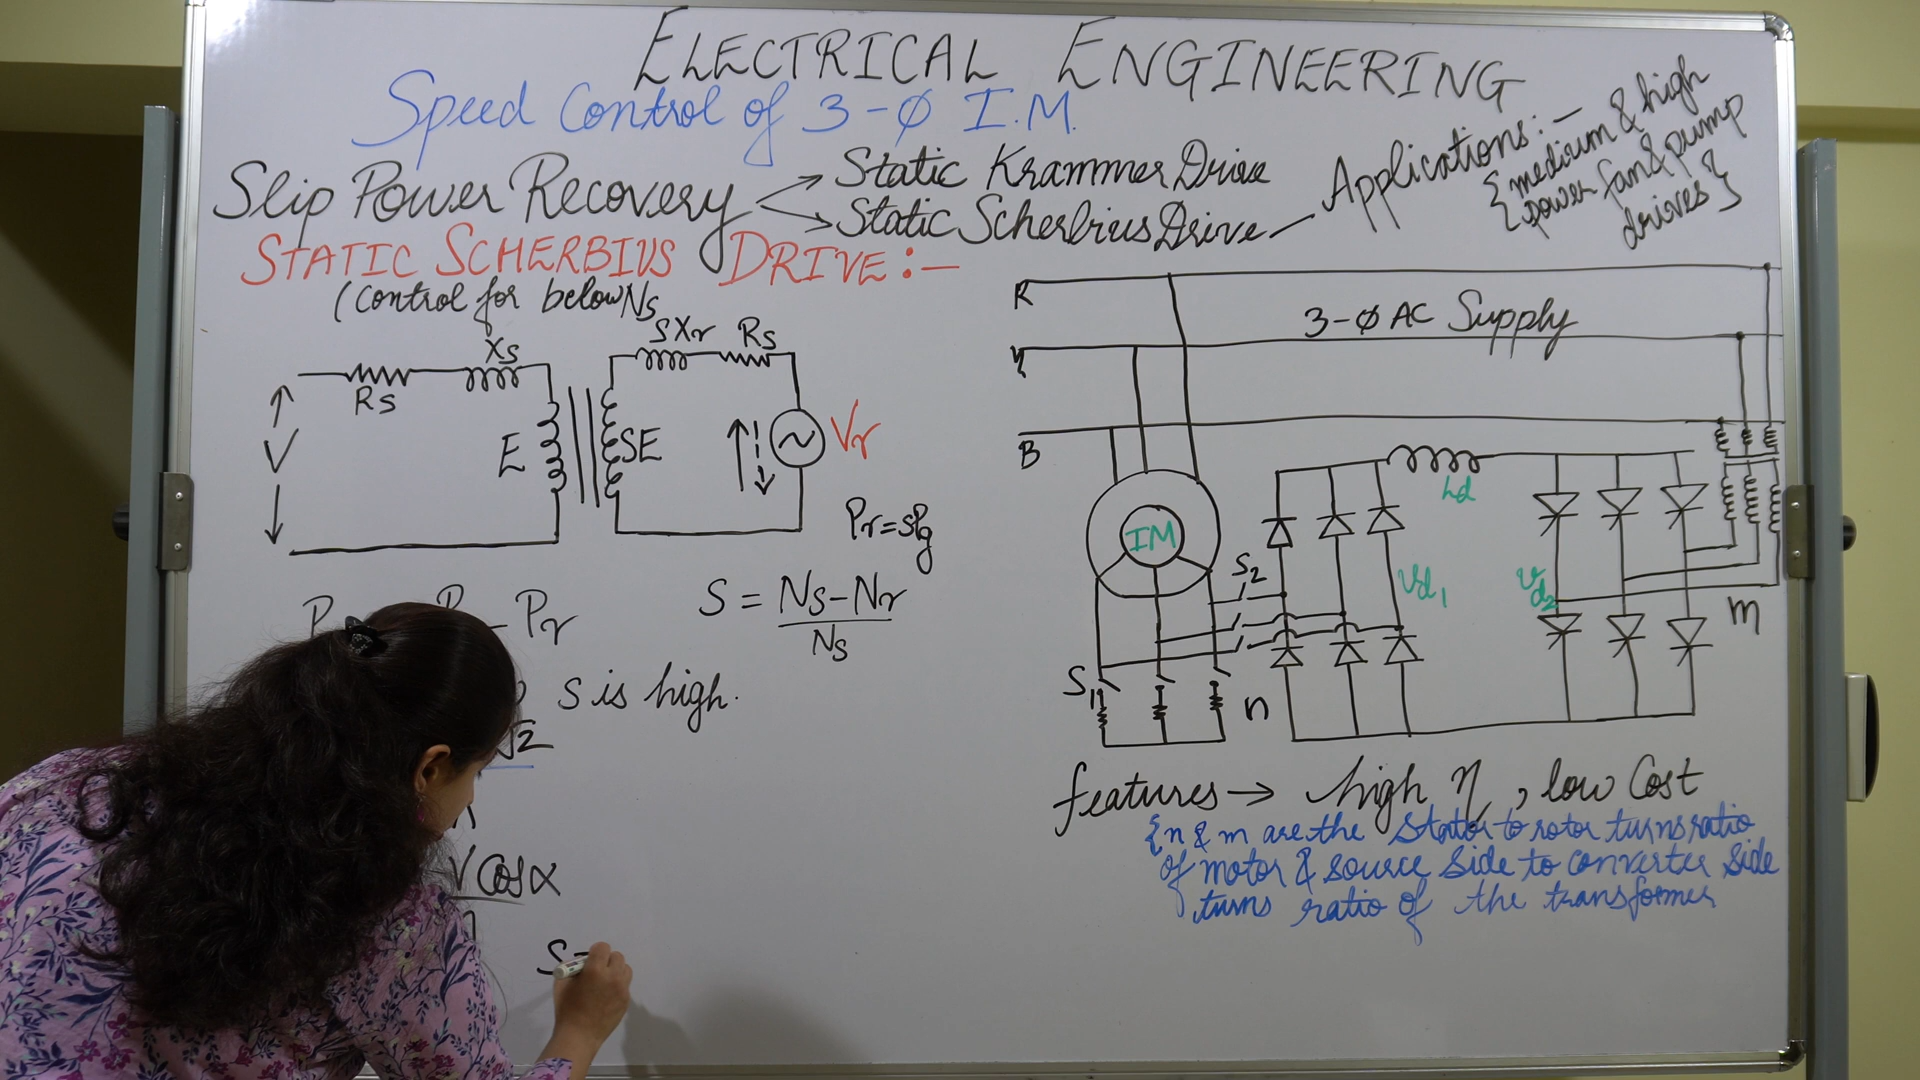 ELECTRICAL ENGINEERING
Speed Control of 3-Ø I.M.
Slip Power Recovery
Static Krammer Drive
Static Scherbius Drive
Applications:-
{medium & high
power fan & pump
drives}
STATIC SCHERBIUS DRIVE:-
(Control for below Ns
Xs
Rs
V
E
SE
SXr
Rs
Vr
Pr=sPg
- Pr
S = Ns-Nr
Ns
S is high.
V Cosα
S=
R
Y
B
3-Ø AC Supply
IM
Ld
S2
Vd1
Vd2
m
S1
n
features → high η, low Cost
{n & m are the stator to rotor turns ratio
of motor & source side to converter side
turns ratio of the transformer